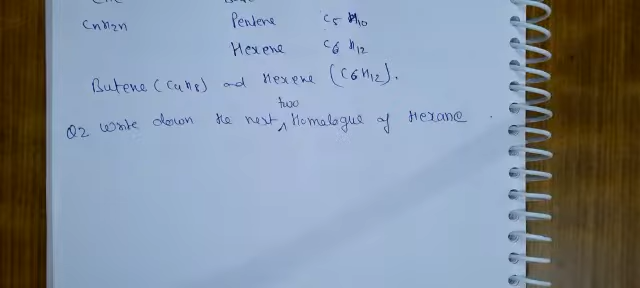 CnH2n Pentene C5 H10
Hexene C6 H12
Butene (C4H8) and Hexene (C6H12).
Q2 Write down the next two Homologue of Hexane